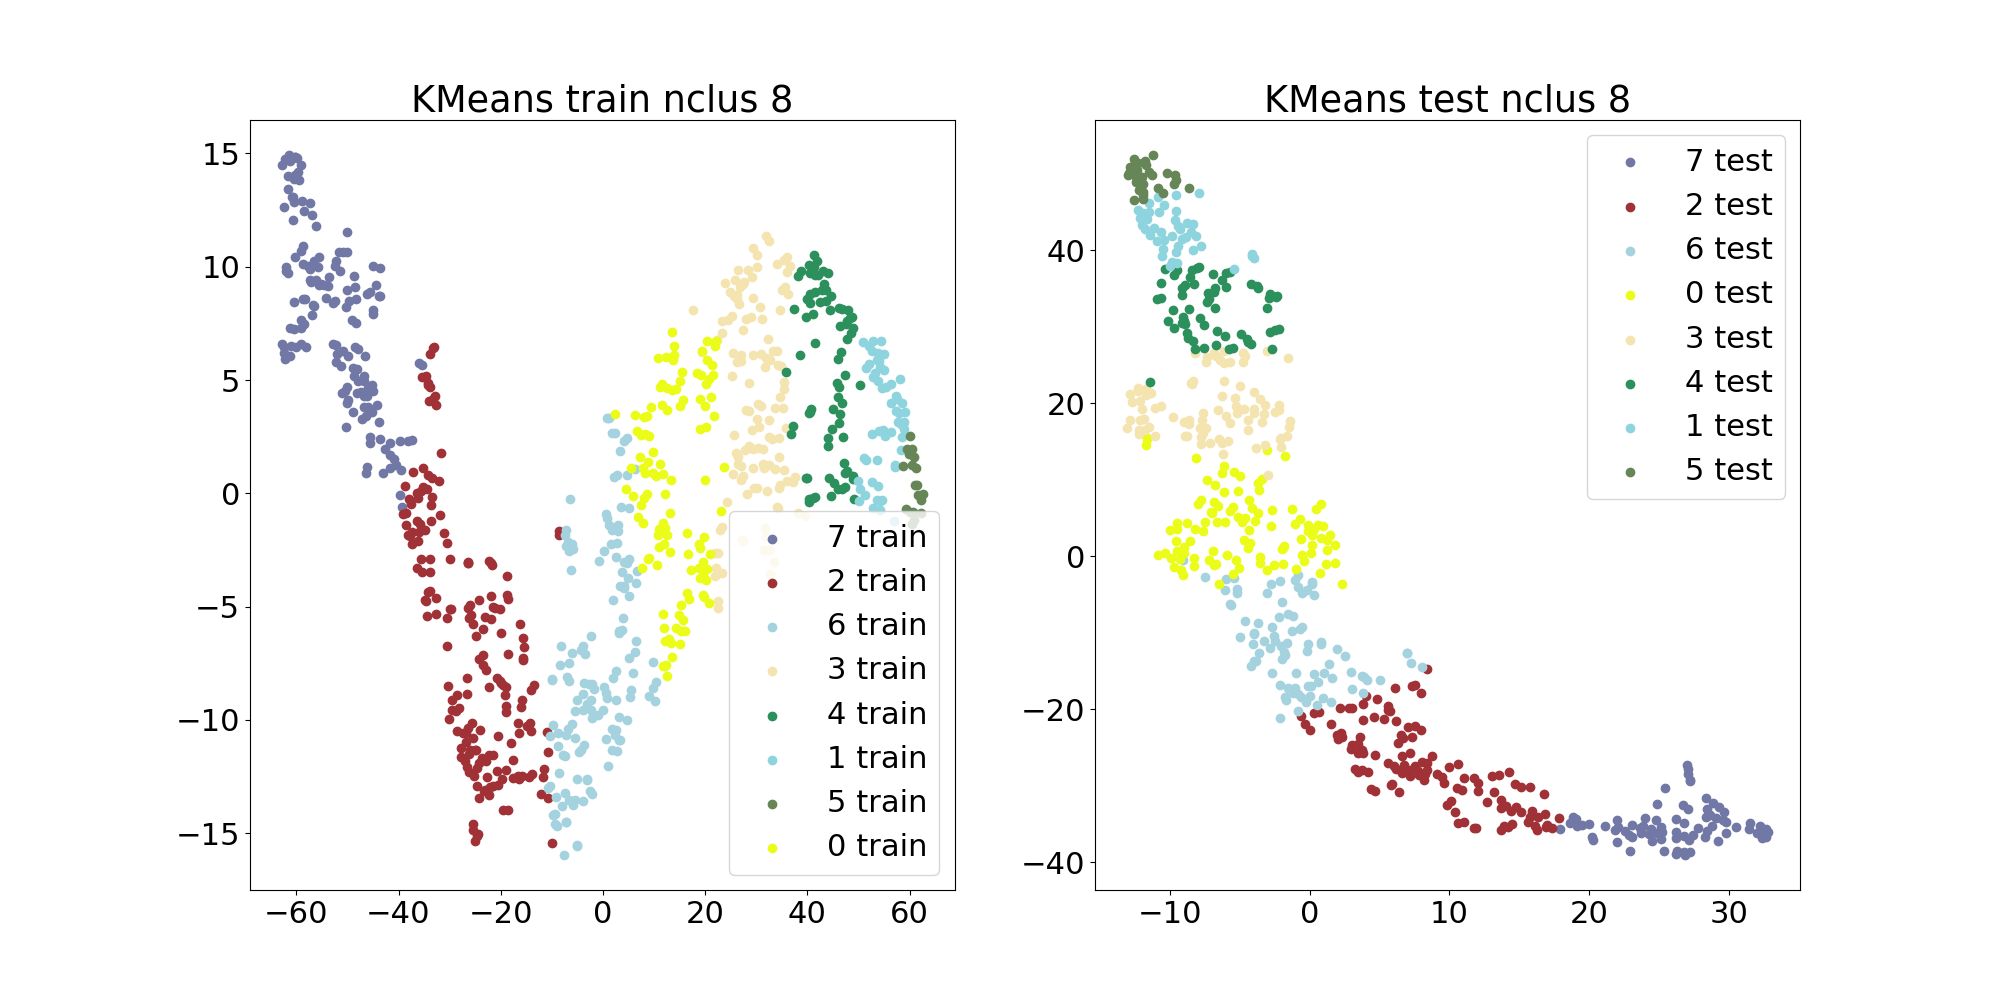 KMeans train nclus 8
15
10
5
0
−5
−10
−15
−60
−40
−20
0
20
40
60
7 train
2 train
6 train
3 train
4 train
1 train
5 train
0 train
KMeans test nclus 8
40
20
0
−20
−40
−10
0
10
20
30
7 test
2 test
6 test
0 test
3 test
4 test
1 test
5 test